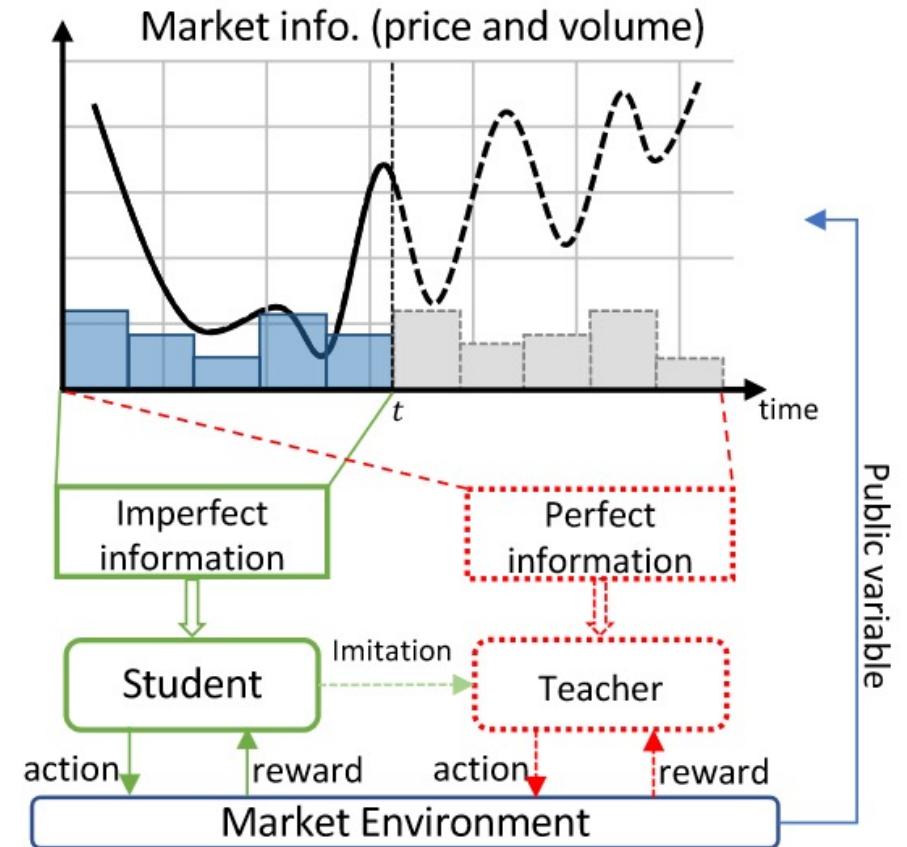 Market info. (price and volume)
t
time
Imperfect
information
Perfect
information
Public variable
Student
Imitation
Teacher
action
reward
action
reward
Market Environment